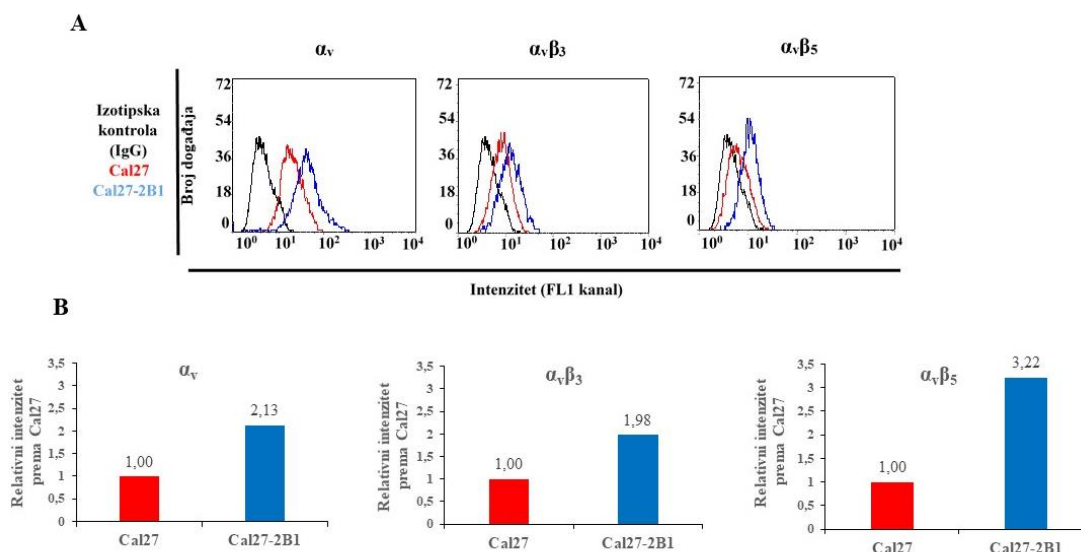 A
αv
αvβ3
αvβ5
Izotipska
kontrola
(IgG)
Cal27
Cal27-2B1
Broj događaja
72
54
36
18
0
10⁰ 10¹ 10² 10³ 10⁴
72
54
36
18
0
10⁰ 10¹ 10² 10³ 10⁴
72
54
36
18
0
10⁰ 10¹ 10² 10³ 10⁴
Intenzitet (FL1 kanal)
B
Relativni intenzitet
prema Cal27
αv
3,5
3
2,5
2
1,5
1
0,5
0
1,00
2,13
Cal27 Cal27-2B1
Relativni intenzitet
prema Cal27
αvβ3
3,5
3
2,5
2
1,5
1
0,5
0
1,00
1,98
Cal27 Cal27-2B1
Relativni intenzitet
prema Cal27
αvβ5
3,5
3
2,5
2
1,5
1
0,5
0
1,00
3,22
Cal27 Cal27-2B1